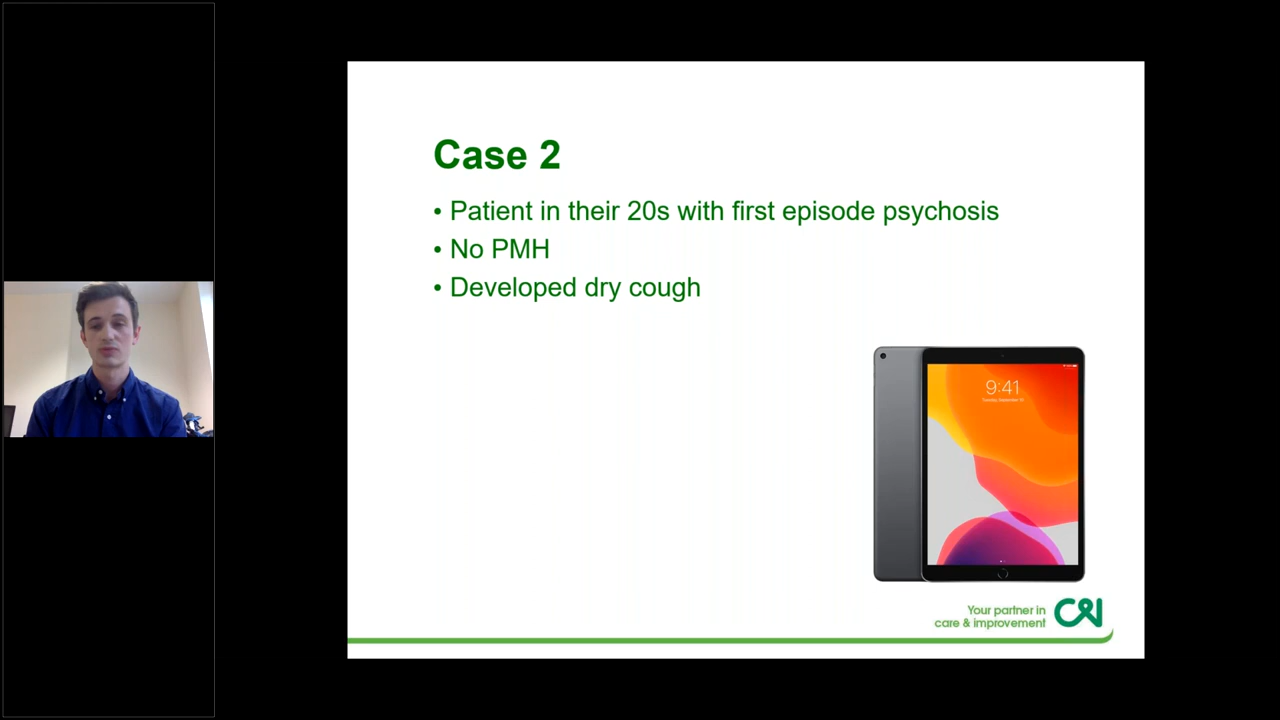 Case 2
• Patient in their 20s with first episode psychosis
• No PMH
• Developed dry cough
9:41
Your partner in
care & improvement
C&I